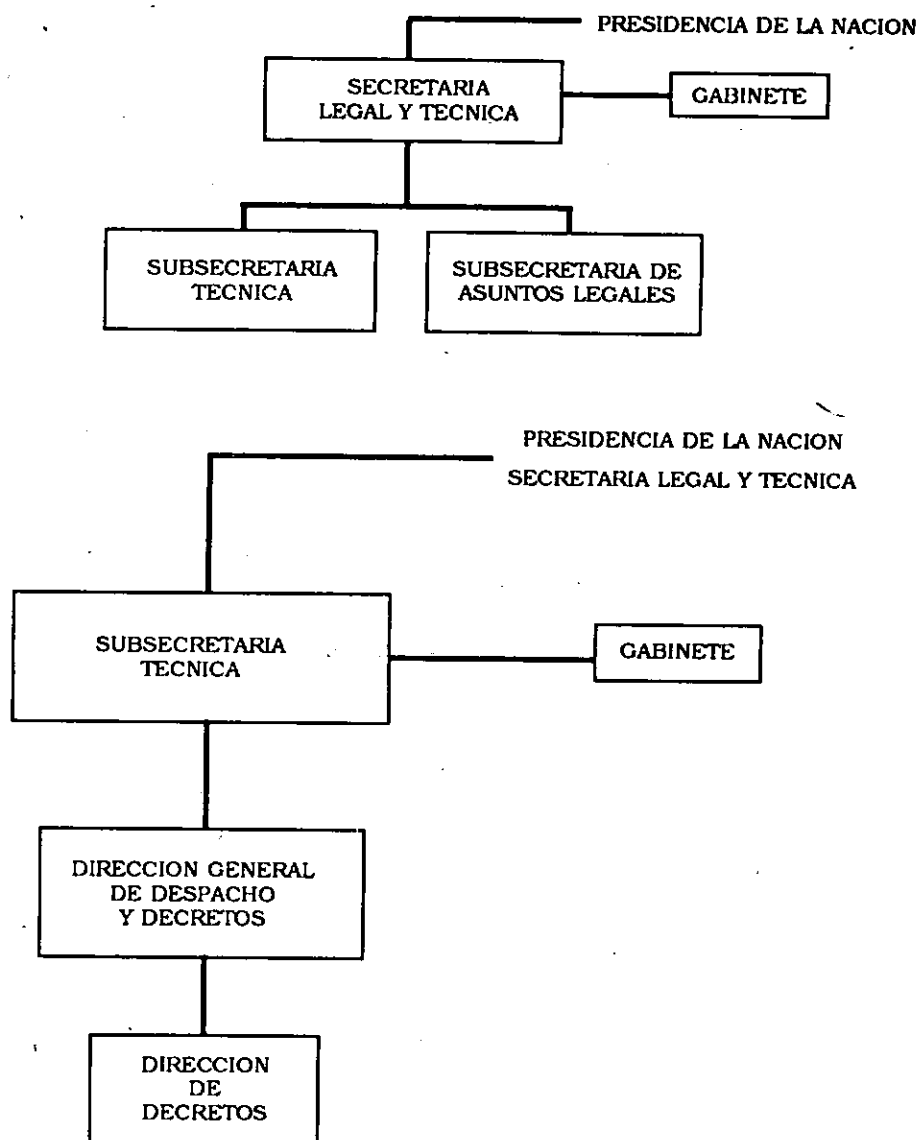 PRESIDENCIA DE LA NACION
SECRETARIA
LEGAL Y TECNICA
GABINETE
SUBSECRETARIA
TECNICA
SUBSECRETARIA DE
ASUNTOS LEGALES
PRESIDENCIA DE LA NACION
SECRETARIA LEGAL Y TECNICA
SUBSECRETARIA
TECNICA
GABINETE
DIRECCION GENERAL
DE DESPACHO
Y DECRETOS
DIRECCION
DE
DECRETOS